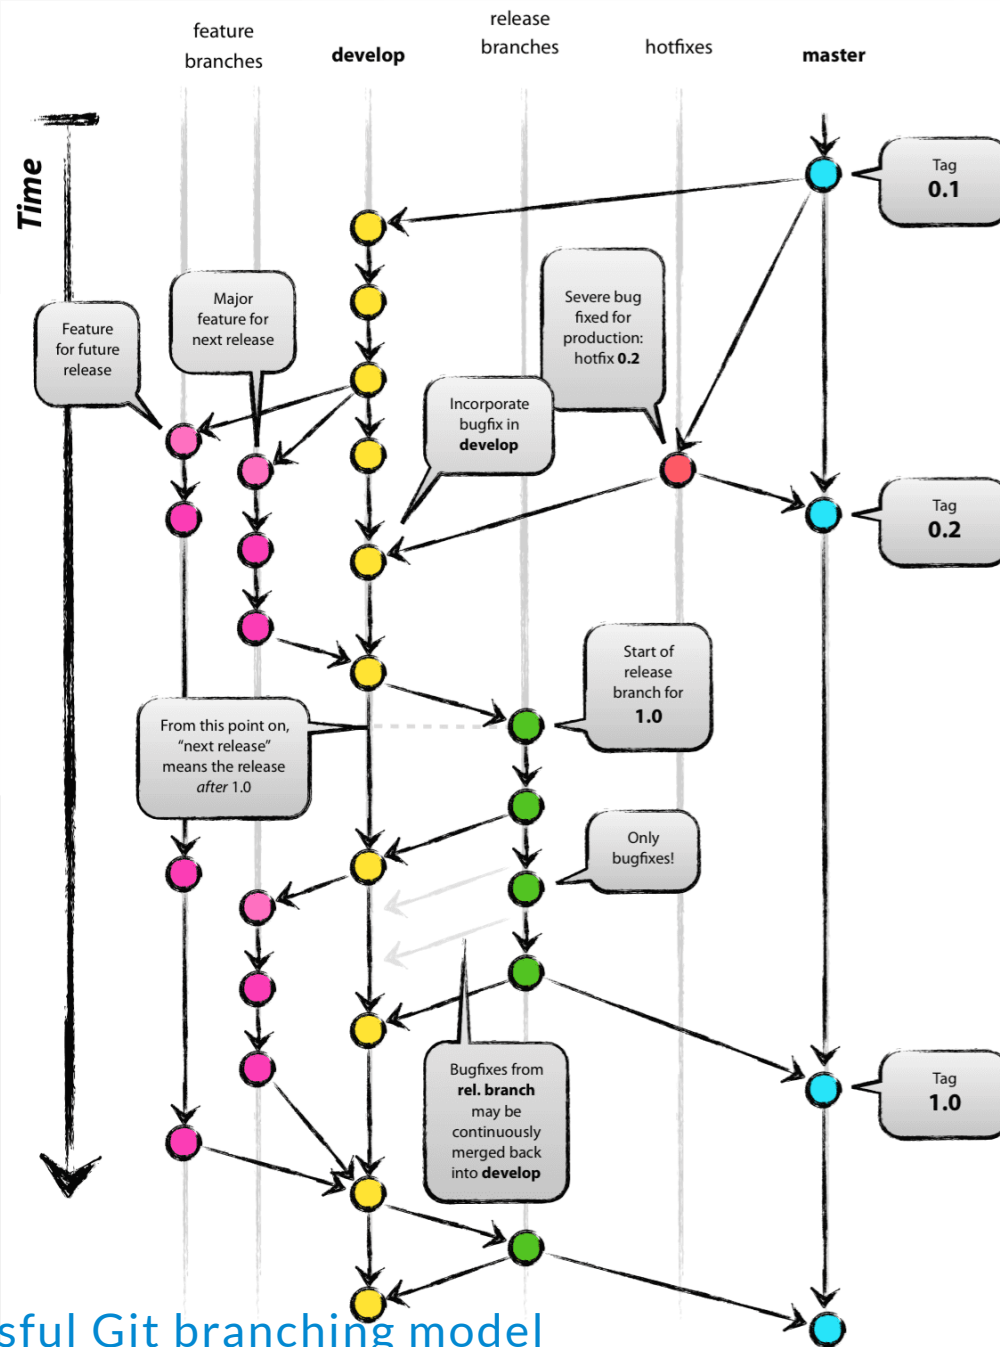 feature
branches
develop
release
branches
hotfixes
master
Time
Tag
0.1
Major
feature for
next release
Severe bug
fixed for
production:
hotfix 0.2
Feature
for future
release
Incorporate
bugfix in
develop
Tag
0.2
Start of
release
branch for
1.0
From this point on,
“next release”
means the release
after 1.0
Only
bugfixes!
Bugfixes from
rel. branch
may be
continuously
merged back
into develop
Tag
1.0
sful Git branching model